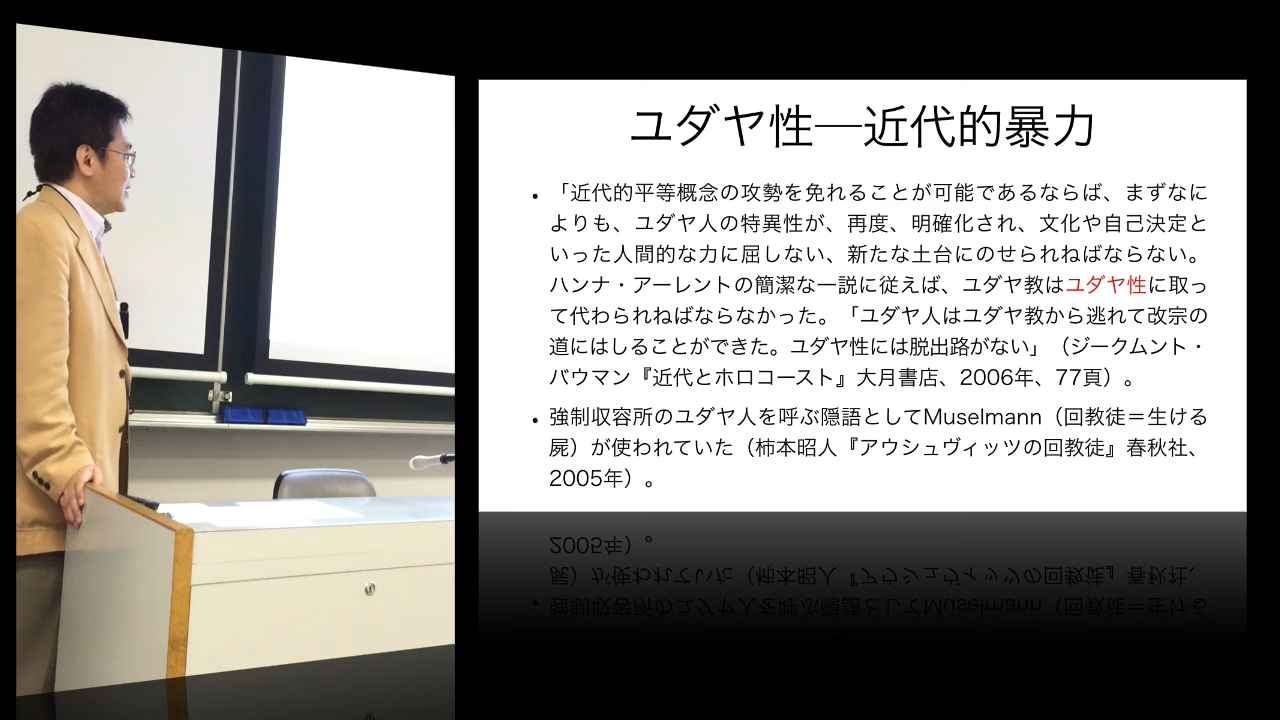 ユダヤ性―近代的暴力
・「近代的平等概念の攻勢を免れることが可能であるならば、まずなに
よりも、ユダヤ人の特異性が、再度、明確化され、文化や自己決定と
いった人間的な力に屈しない、新たな土台にのせられねばならない。
ハンナ・アーレントの簡潔な一説に従えば、ユダヤ教はユダヤ性に取っ
て代わられねばならなかった。「ユダヤ人はユダヤ教から逃れて改宗の
道にはしることができた。ユダヤ性には脱出路がない」（ジークムント・
バウマン『近代とホロコースト』大月書店、2006年、77頁）。
・強制収容所のユダヤ人を呼ぶ隠語としてMuselmann（回教徒＝生ける
屍）が使われていた（柿本昭人『アウシュヴィッツの回教徒』春秋社、
2005年）。